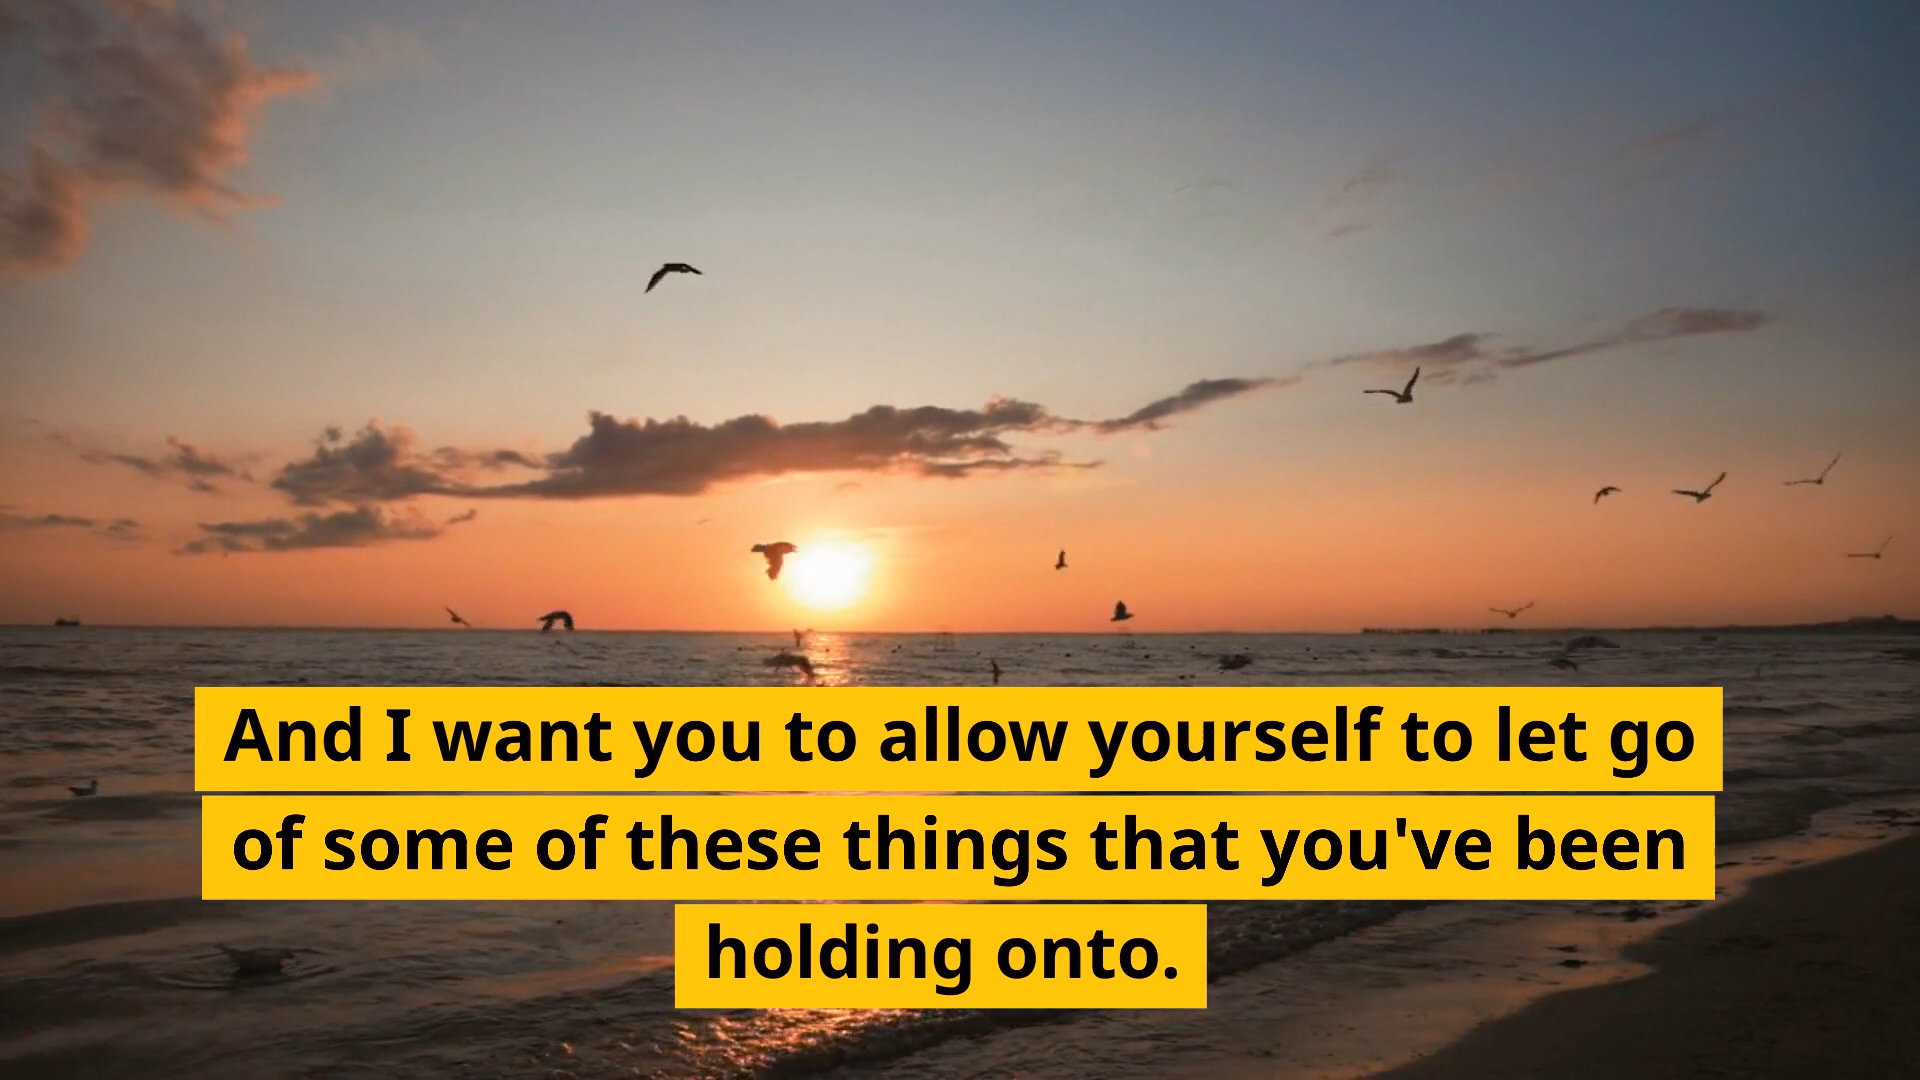 And I want you to allow yourself to let go
of some of these things that you've been
holding onto.